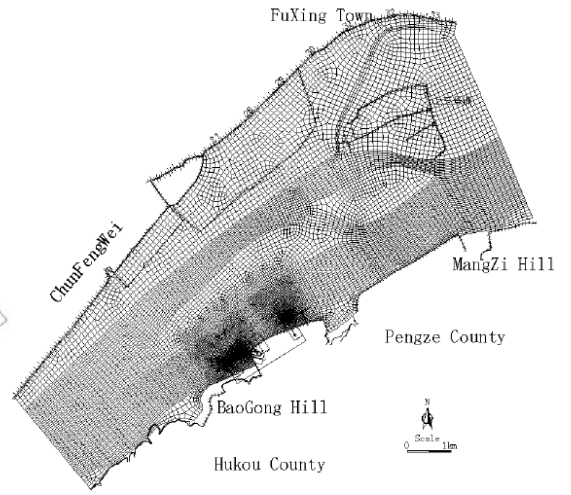 FuXing Town
ChunFengWei
MangZi Hill
Pengze County
BaoGong Hill
N
Scale
0 1km
Hukou County